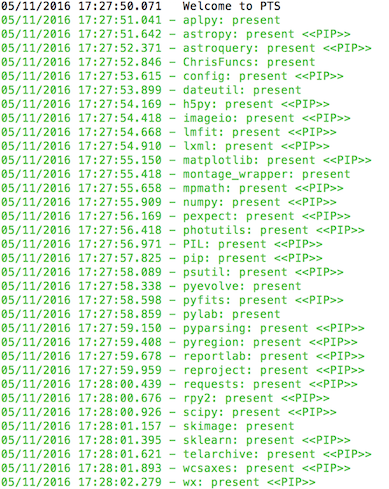 05/11/2016 17:27:50.071   Welcome to PTS
05/11/2016 17:27:51.041 - aplpy: present
05/11/2016 17:27:51.642 - astropy: present <<PIP>>
05/11/2016 17:27:52.371 - astroquery: present <<PIP>>
05/11/2016 17:27:52.846 - ChrisFuncs: present
05/11/2016 17:27:53.615 - config: present <<PIP>>
05/11/2016 17:27:53.899 - dateutil: present
05/11/2016 17:27:54.169 - h5py: present <<PIP>>
05/11/2016 17:27:54.418 - imageio: present <<PIP>>
05/11/2016 17:27:54.668 - lmfit: present <<PIP>>
05/11/2016 17:27:54.910 - lxml: present <<PIP>>
05/11/2016 17:27:55.150 - matplotlib: present <<PIP>>
05/11/2016 17:27:55.418 - montage_wrapper: present
05/11/2016 17:27:55.658 - mpmath: present <<PIP>>
05/11/2016 17:27:55.909 - numpy: present <<PIP>>
05/11/2016 17:27:56.169 - pexpect: present <<PIP>>
05/11/2016 17:27:56.418 - photutils: present <<PIP>>
05/11/2016 17:27:56.971 - PIL: present <<PIP>>
05/11/2016 17:27:57.825 - pip: present <<PIP>>
05/11/2016 17:27:58.089 - psutil: present <<PIP>>
05/11/2016 17:27:58.338 - pyevolve: present
05/11/2016 17:27:58.598 - pyfits: present <<PIP>>
05/11/2016 17:27:58.859 - pylab: present
05/11/2016 17:27:59.150 - pyparsing: present <<PIP>>
05/11/2016 17:27:59.408 - pyregion: present <<PIP>>
05/11/2016 17:27:59.678 - reportlab: present <<PIP>>
05/11/2016 17:27:59.959 - reproject: present <<PIP>>
05/11/2016 17:28:00.439 - requests: present <<PIP>>
05/11/2016 17:28:00.676 - rpy2: present <<PIP>>
05/11/2016 17:28:00.926 - scipy: present <<PIP>>
05/11/2016 17:28:01.157 - skimage: present
05/11/2016 17:28:01.395 - sklearn: present <<PIP>>
05/11/2016 17:28:01.621 - telarchive: present <<PIP>>
05/11/2016 17:28:01.893 - wcsaxes: present <<PIP>>
05/11/2016 17:28:02.279 - wx: present <<PIP>>